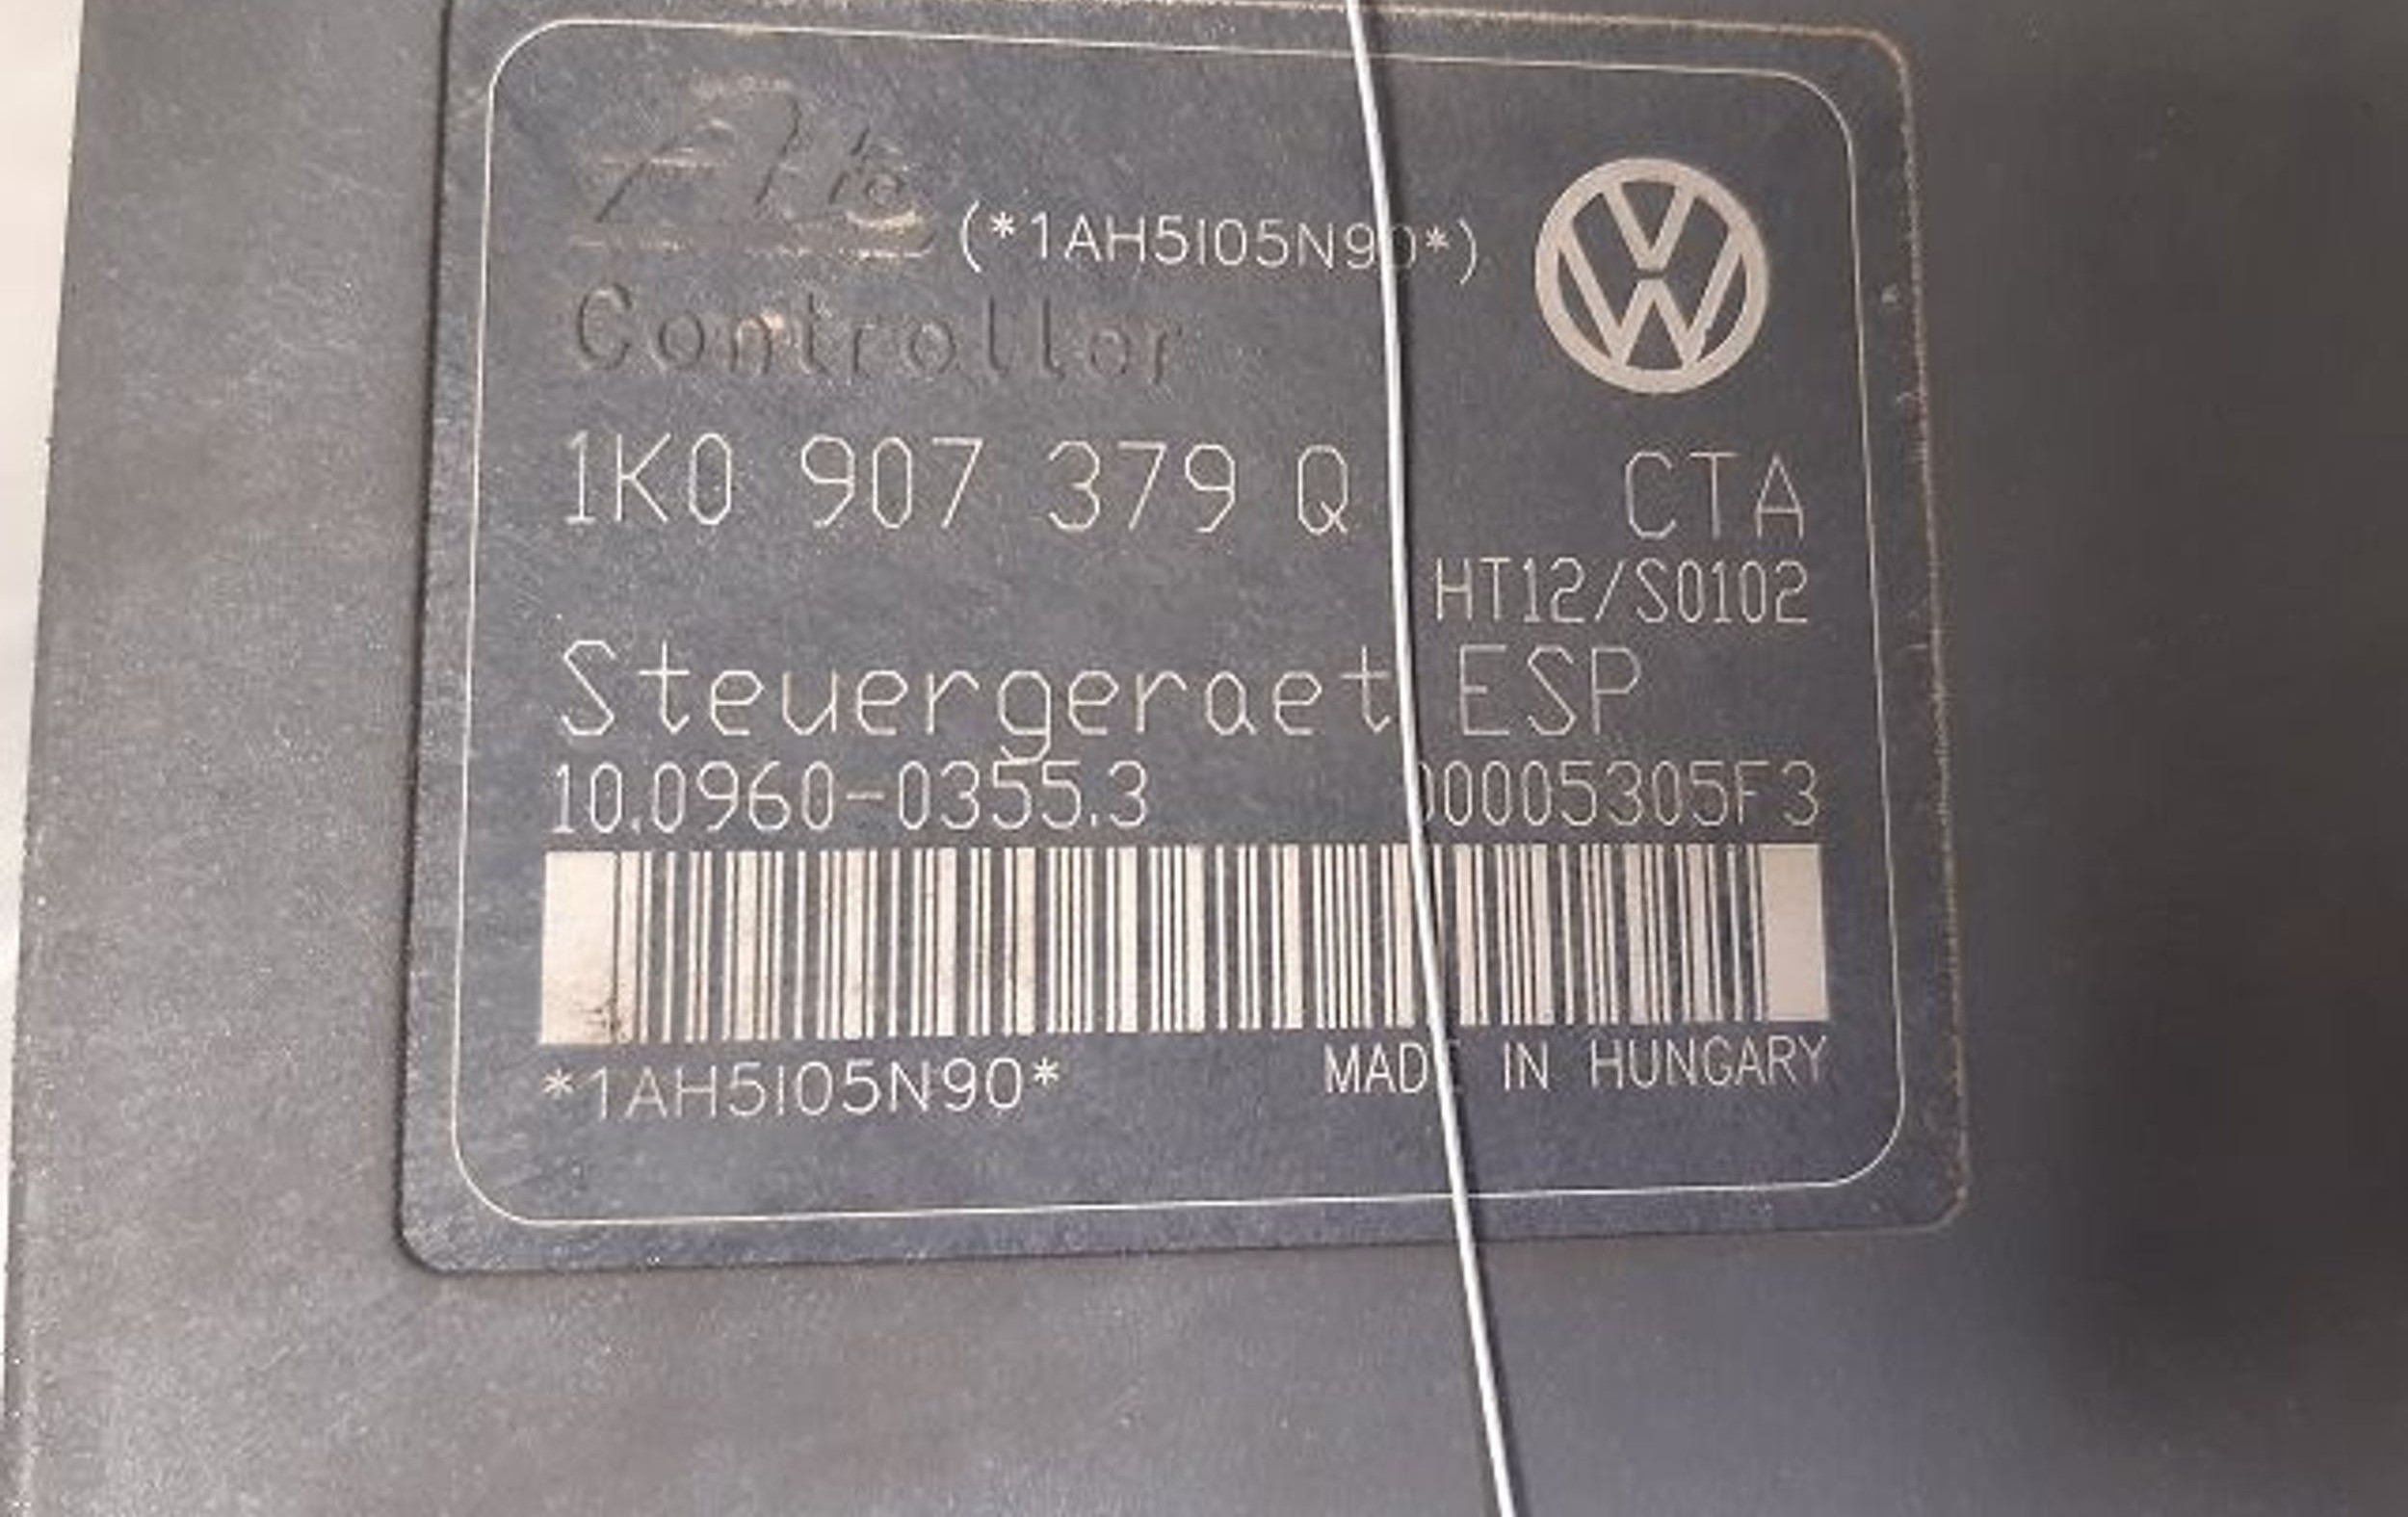 Ate (*1AH5I05N90*)
Controller
1K0 907 379 Q CTA
HT12/S0102
Steuergeraet ESP
10.0960-0355.3 00005305F3
*1AH5I05N90* MADE IN HUNGARY